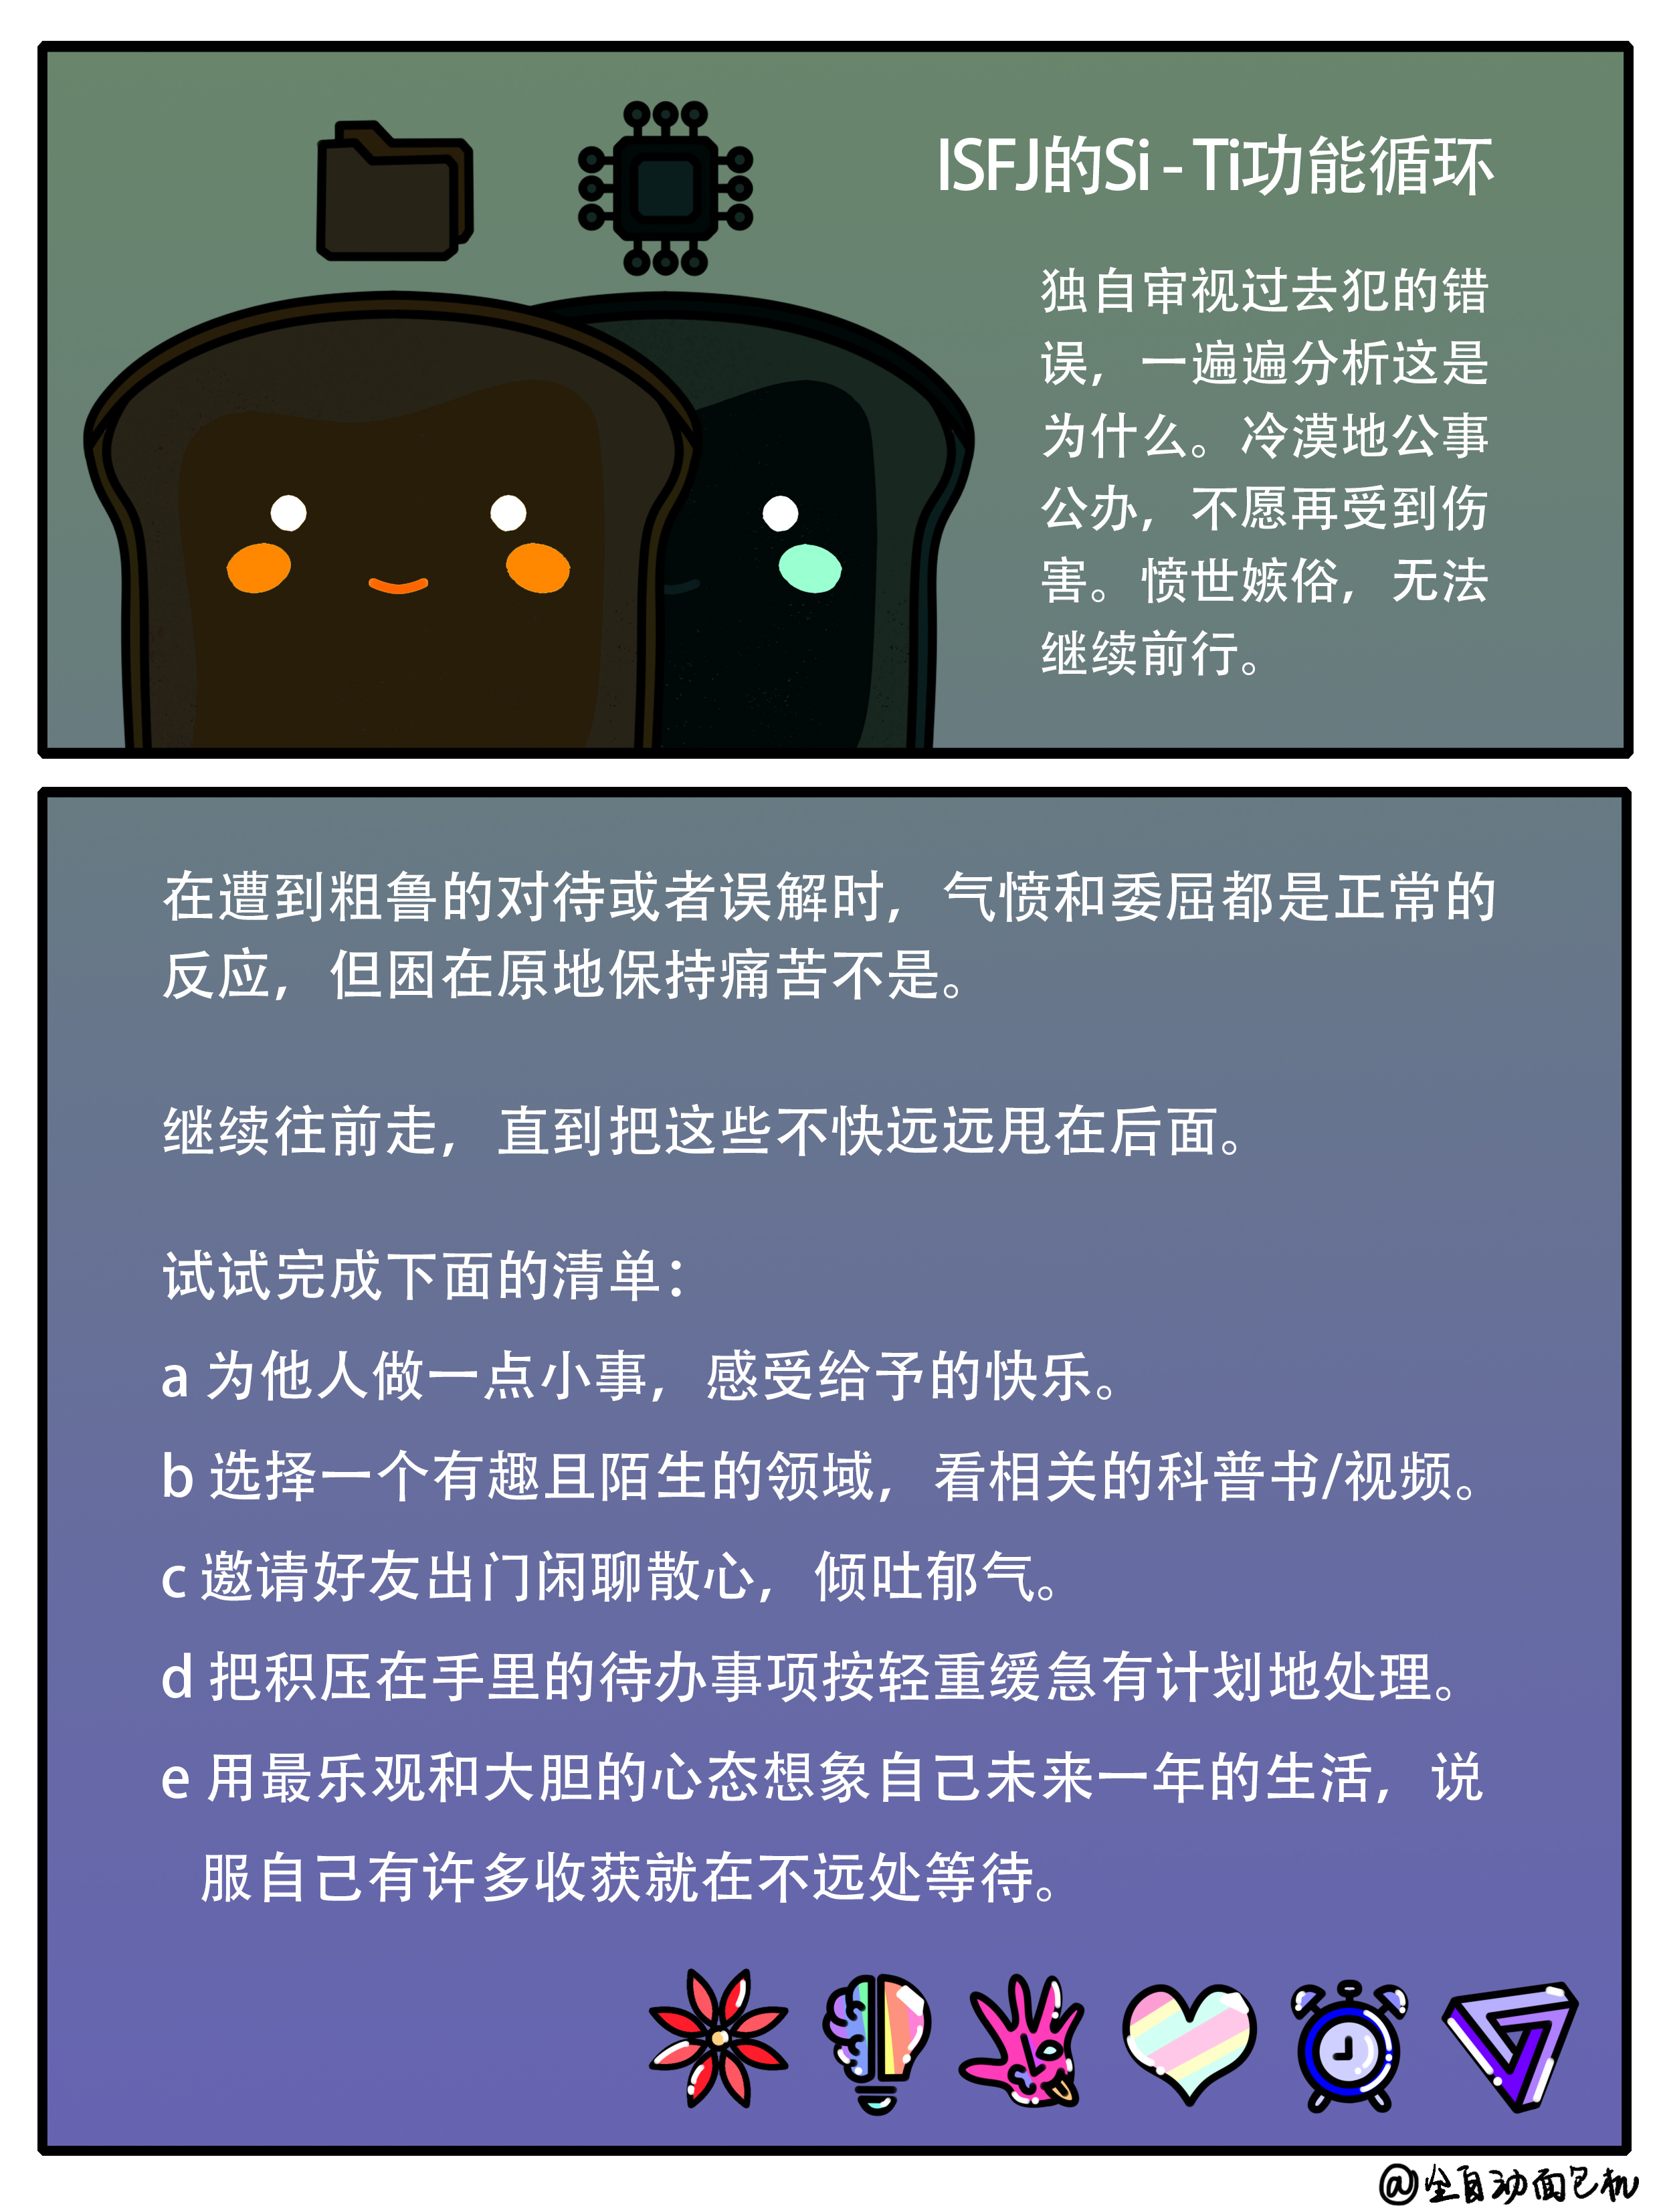 ISFJ的Si - Ti功能循环
独自审视过去犯的错
误，一遍遍分析这是
为什么。冷漠地公事
公办，不愿再受到伤
害。愤世嫉俗，无法
继续前行。
在遭到粗鲁的对待或者误解时，气愤和委屈都是正常的
反应，但困在原地保持痛苦不是。
继续往前走，直到把这些不快远远甩在后面。
试试完成下面的清单：
a 为他人做一点小事，感受给予的快乐。
b 选择一个有趣且陌生的领域，看相关的科普书/视频。
c 邀请好友出门闲聊散心，倾吐郁气。
d 把积压在手里的待办事项按轻重缓急有计划地处理。
e 用最乐观和大胆的心态想象自己未来一年的生活，说
服自己有许多收获就在不远处等待。
@全自动面包机